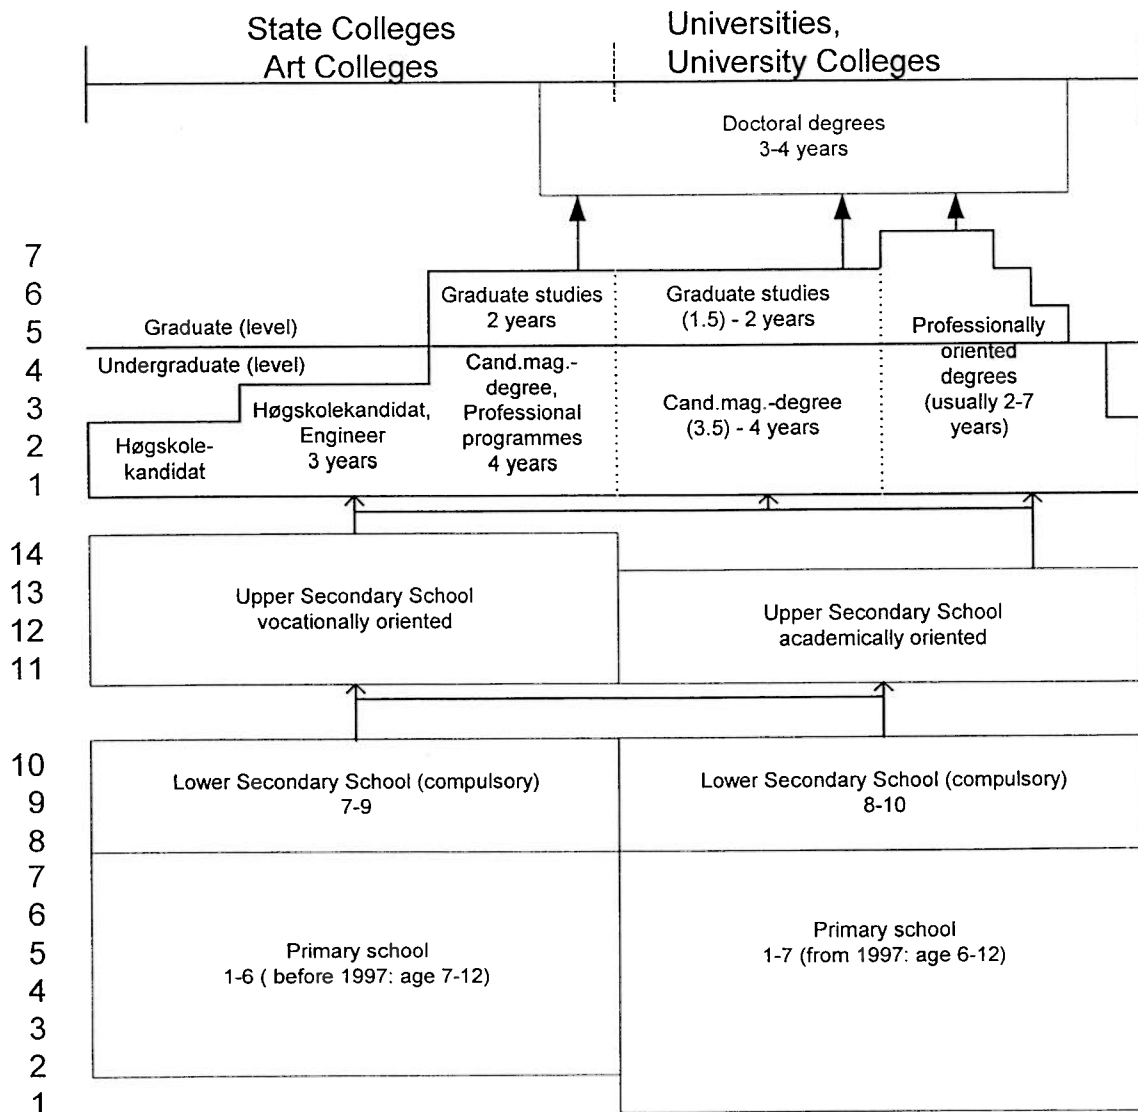 State Colleges
Art Colleges
Universities,
University Colleges
Doctoral degrees
3-4 years
7
6
5
4
3
2
1
Graduate (level)
Undergraduate (level)
Graduate studies
2 years
Graduate studies
(1.5) - 2 years
Professionally
oriented
degrees
(usually 2-7
years)
Høgskole-
kandidat
Høgskolekandidat,
Engineer
3 years
Cand.mag.-
degree,
Professional
programmes
4 years
Cand.mag.-degree
(3.5) - 4 years
14
13
12
11
Upper Secondary School
vocationally oriented
Upper Secondary School
academically oriented
10
9
8
7
6
5
4
3
2
1
Lower Secondary School (compulsory)
7-9
Lower Secondary School (compulsory)
8-10
Primary school
1-6 ( before 1997: age 7-12)
Primary school
1-7 (from 1997: age 6-12)